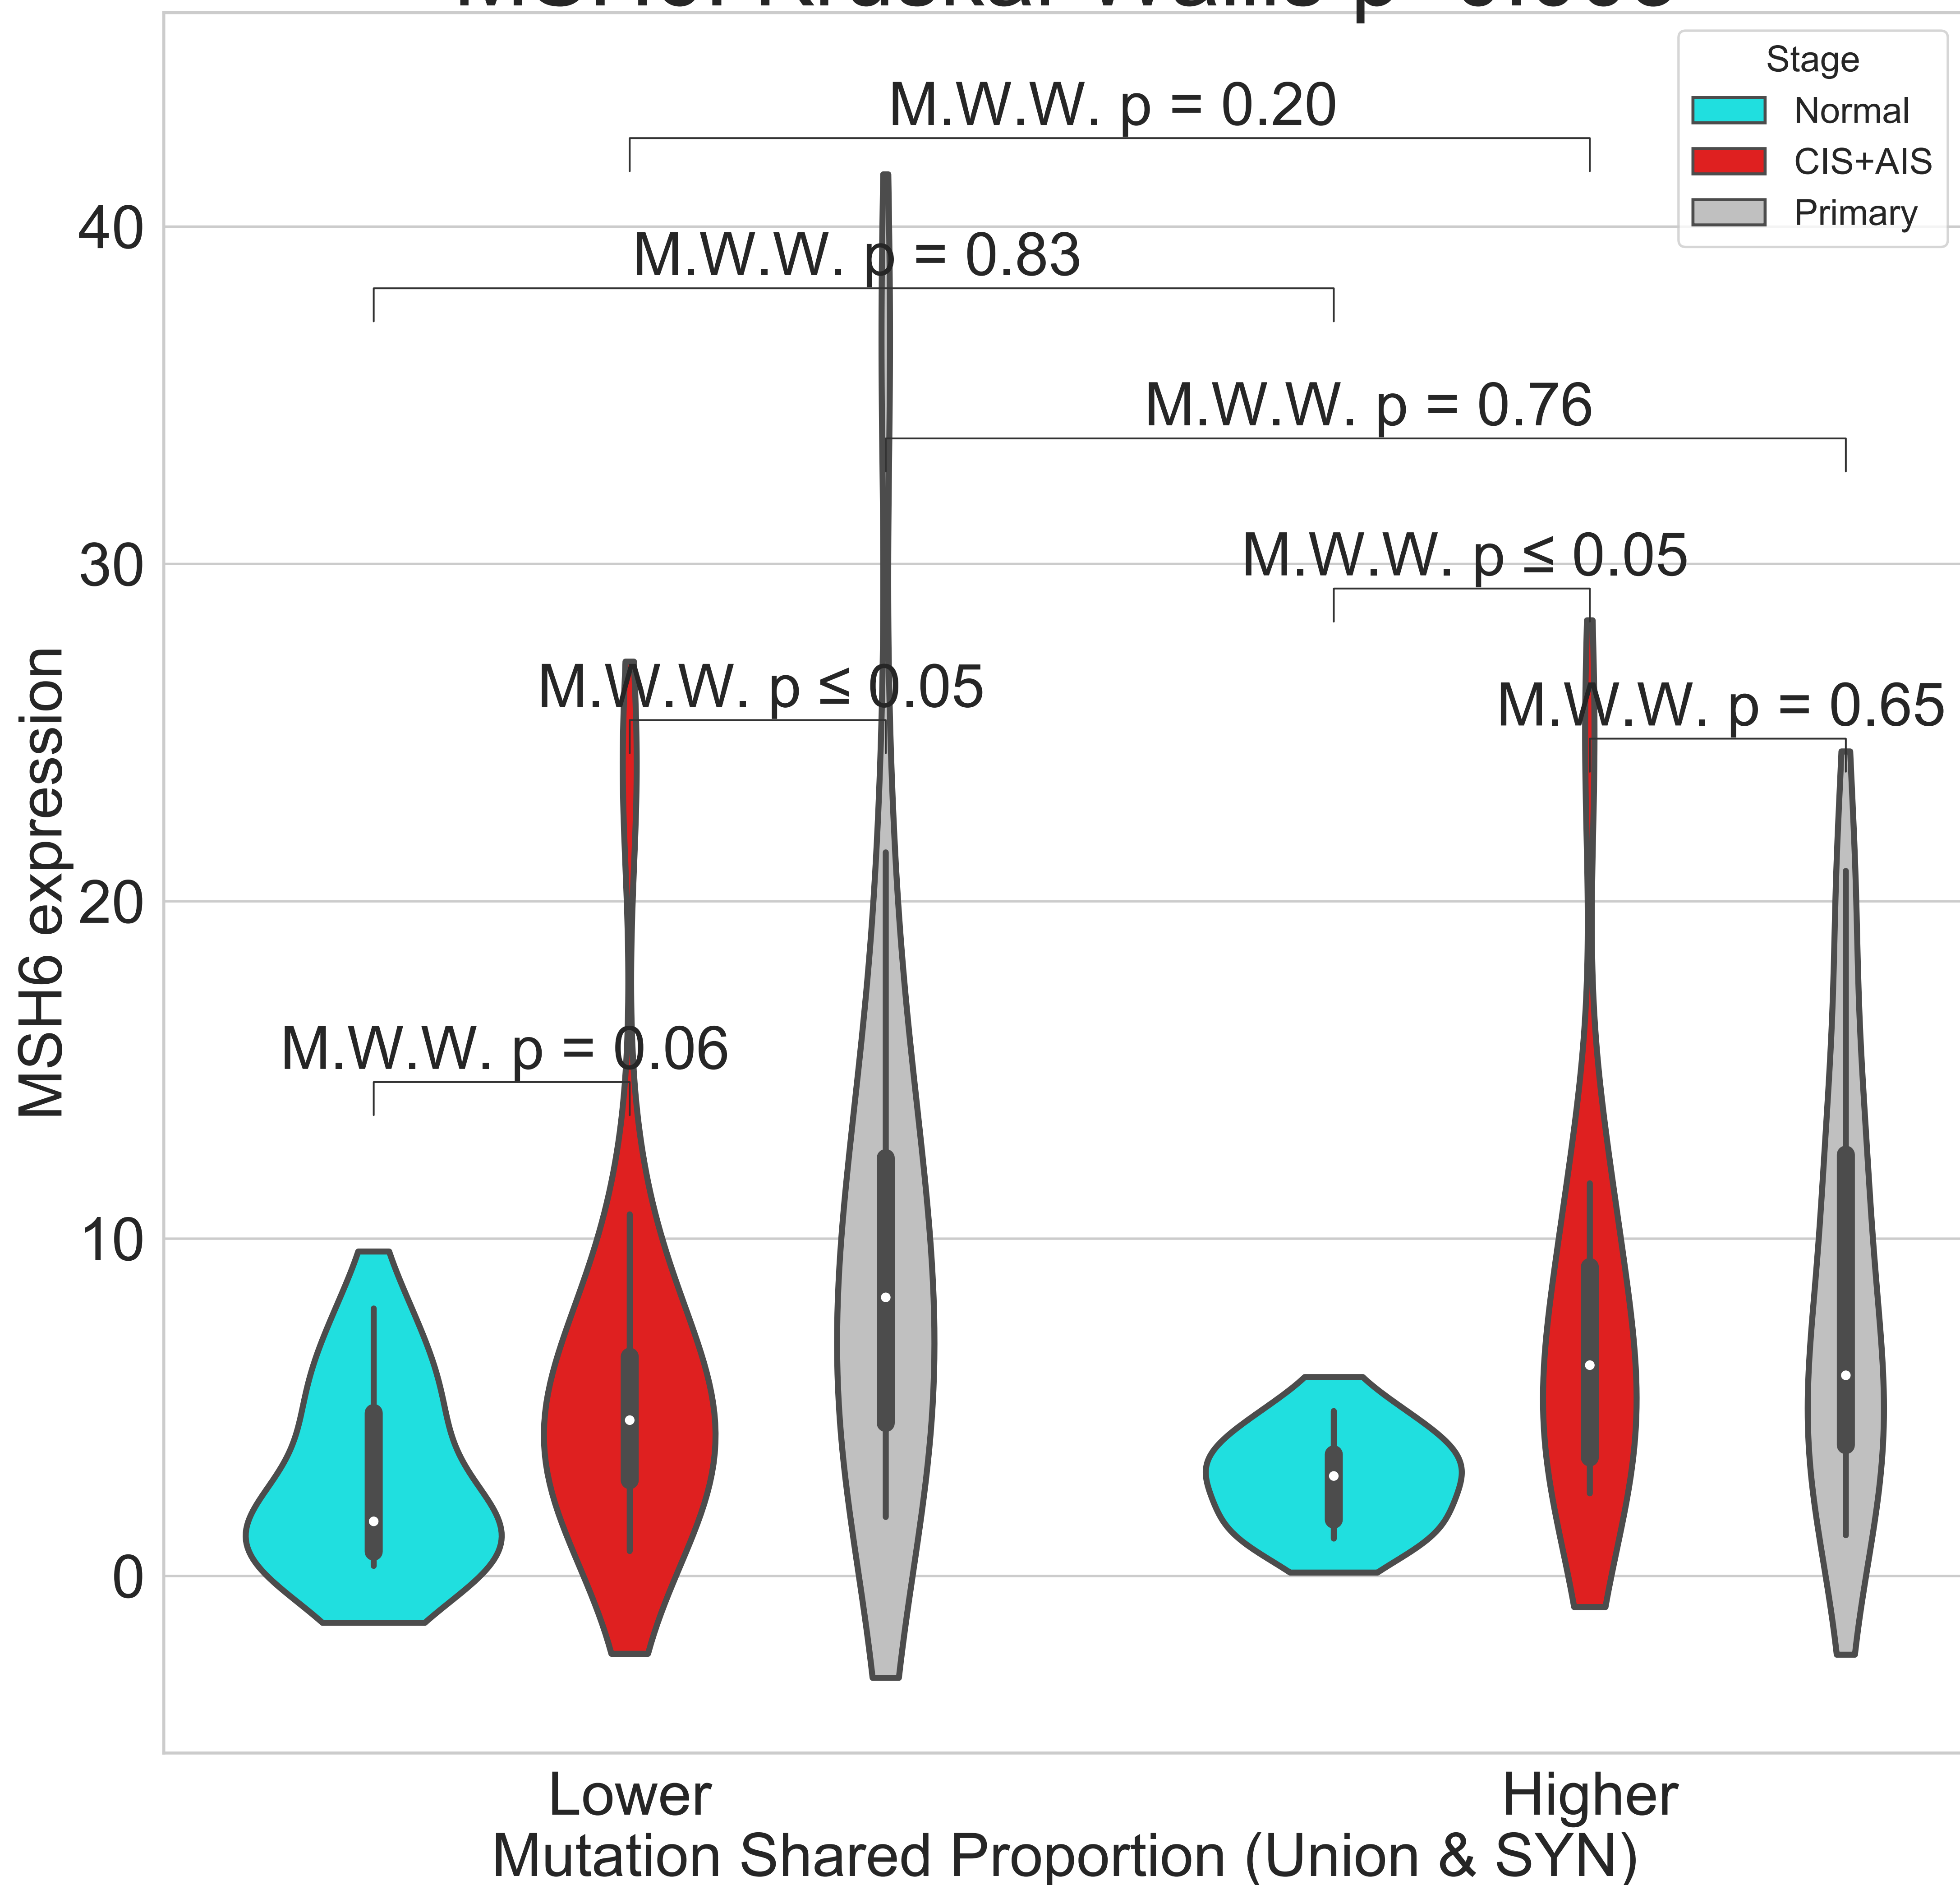 Stage
Normal
CIS+AIS
Primary
M.W.W. p = 0.20
M.W.W. p = 0.83
M.W.W. p = 0.76
M.W.W. p ≤ 0.05
M.W.W. p ≤ 0.05
M.W.W. p = 0.65
M.W.W. p = 0.06
MSH6 expression
40
30
20
10
0
Lower
Higher
Mutation Shared Proportion (Union & SYN)